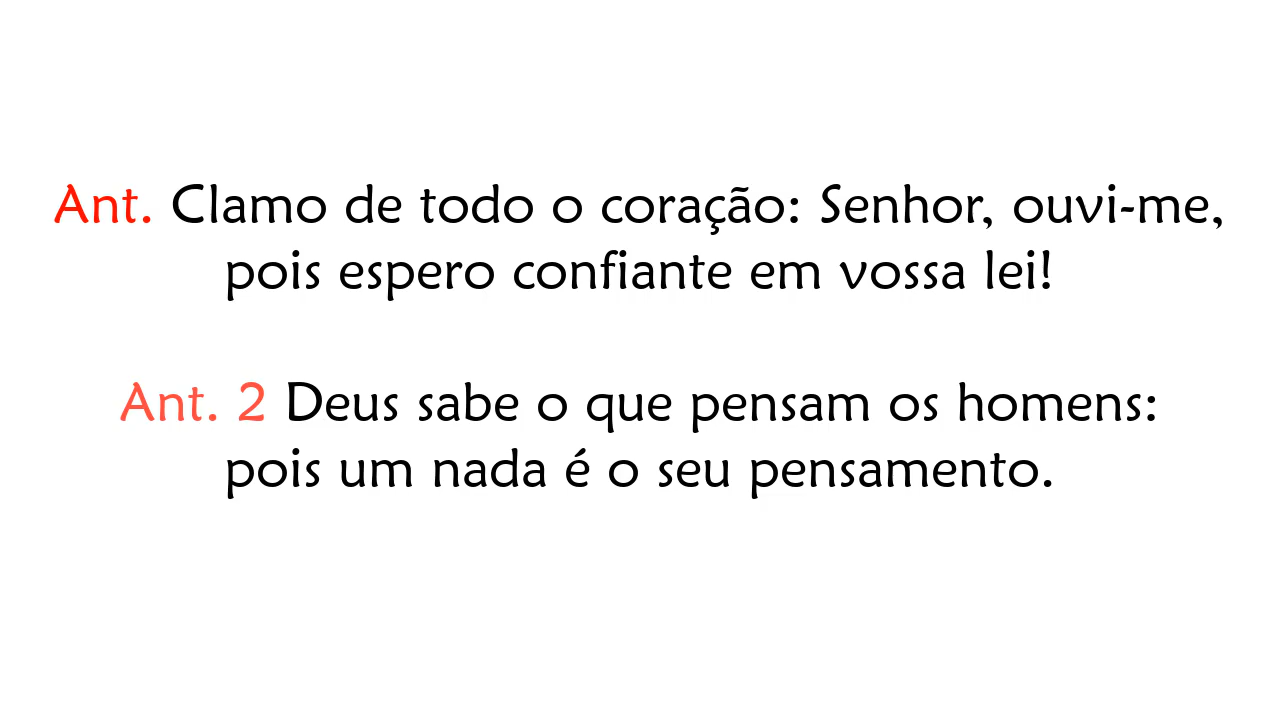 Ant. Clamo de todo o coração: Senhor, ouvi-me,
pois espero confiante em vossa lei!
Ant. 2 Deus sabe o que pensam os homens:
pois um nada é o seu pensamento.